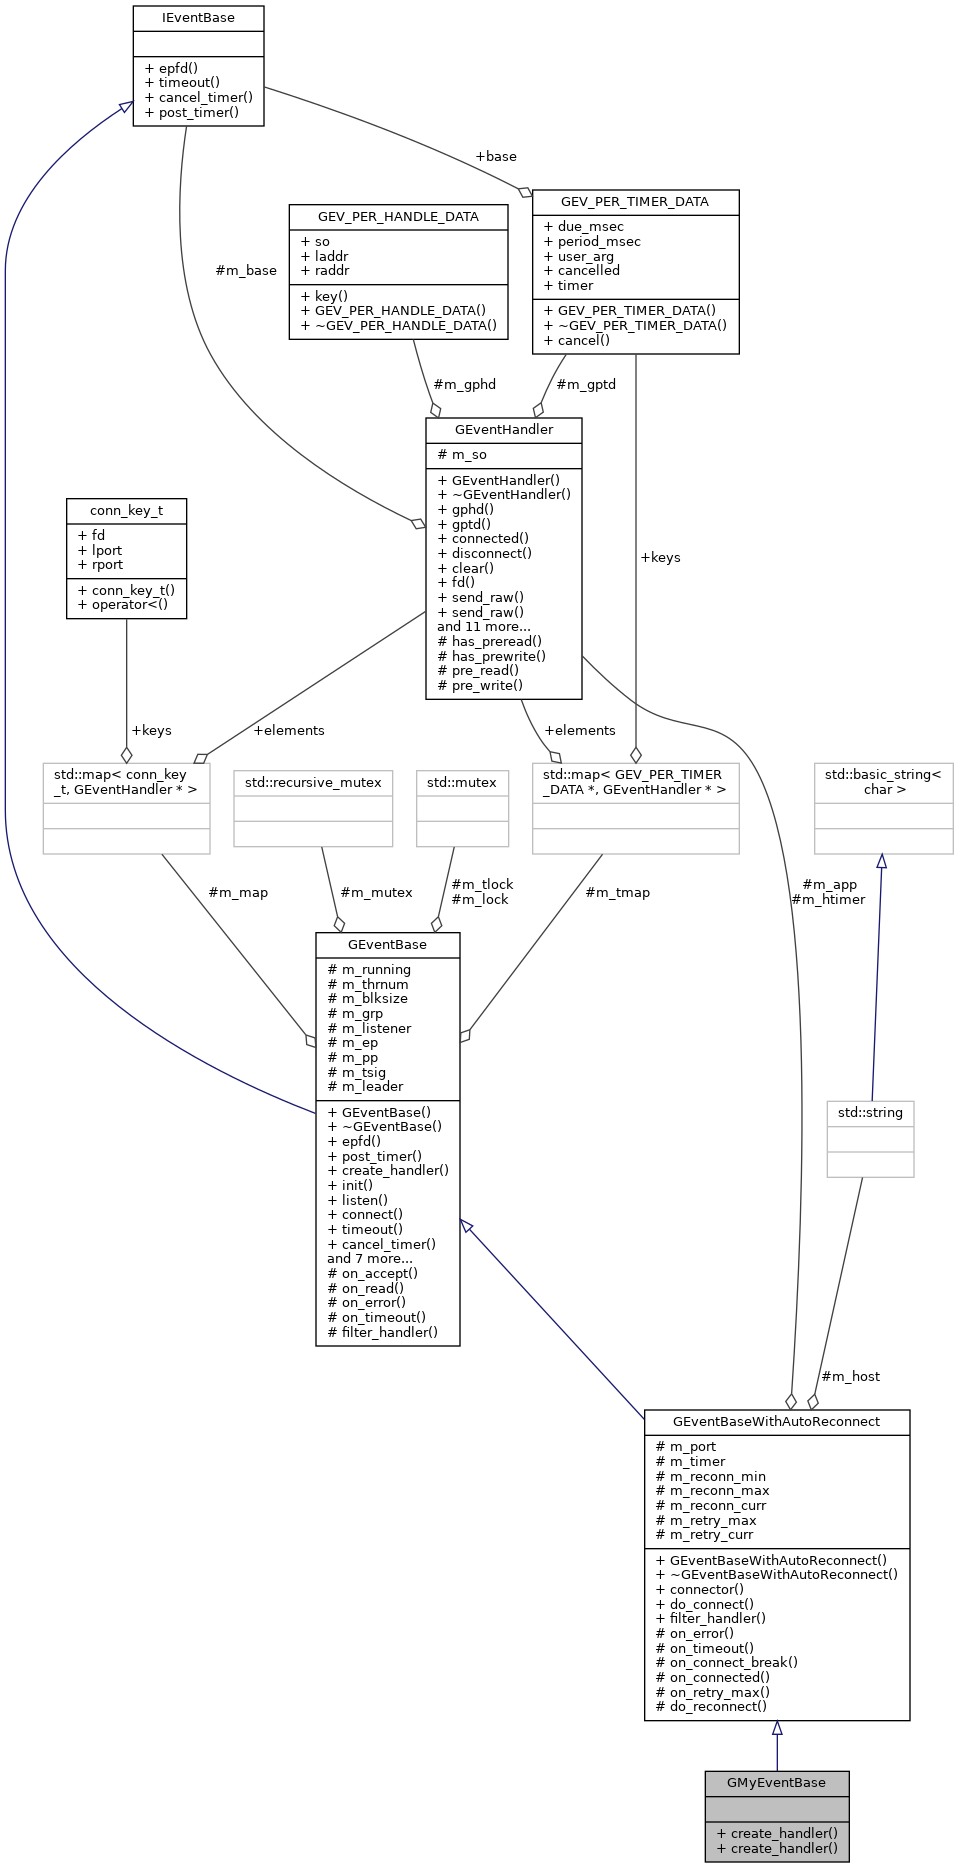 IEventBase
+ epfd()
+ timeout()
+ cancel_timer()
+ post_timer()
+base
GEV_PER_TIMER_DATA
+ due_msec
+ period_msec
+ user_arg
+ cancelled
+ timer
+ GEV_PER_TIMER_DATA()
+ ~GEV_PER_TIMER_DATA()
+ cancel()
GEV_PER_HANDLE_DATA
+ so
+ laddr
+ raddr
+ key()
+ GEV_PER_HANDLE_DATA()
+ ~GEV_PER_HANDLE_DATA()
#m_base
#m_gphd
#m_gptd
GEventHandler
# m_so
+ GEventHandler()
+ ~GEventHandler()
+ gphd()
+ gptd()
+ connected()
+ disconnect()
+ clear()
+ fd()
+ send_raw()
+ send_raw()
and 11 more...
# has_preread()
# has_prewrite()
# pre_read()
# pre_write()
conn_key_t
+ fd
+ lport
+ rport
+ conn_key_t()
+ operator<()
+keys
+keys
+elements
+elements
std::map< conn_key
_t, GEventHandler * >
std::recursive_mutex
std::mutex
std::map< GEV_PER_TIMER
_DATA *, GEventHandler * >
std::basic_string<
char >
#m_map
#m_mutex
#m_tlock
#m_lock
#m_tmap
#m_app
#m_htimer
GEventBase
# m_running
# m_thrnum
# m_blksize
# m_grp
# m_listener
# m_ep
# m_pp
# m_tsig
# m_leader
+ GEventBase()
+ ~GEventBase()
+ epfd()
+ post_timer()
+ create_handler()
+ init()
+ listen()
+ connect()
+ timeout()
+ cancel_timer()
and 7 more...
# on_accept()
# on_read()
# on_error()
# on_timeout()
# filter_handler()
std::string
#m_host
GEventBaseWithAutoReconnect
# m_port
# m_timer
# m_reconn_min
# m_reconn_max
# m_reconn_curr
# m_retry_max
# m_retry_curr
+ GEventBaseWithAutoReconnect()
+ ~GEventBaseWithAutoReconnect()
+ connector()
+ do_connect()
+ filter_handler()
# on_error()
# on_timeout()
# on_connect_break()
# on_connected()
# on_retry_max()
# do_reconnect()
GMyEventBase
+ create_handler()
+ create_handler()